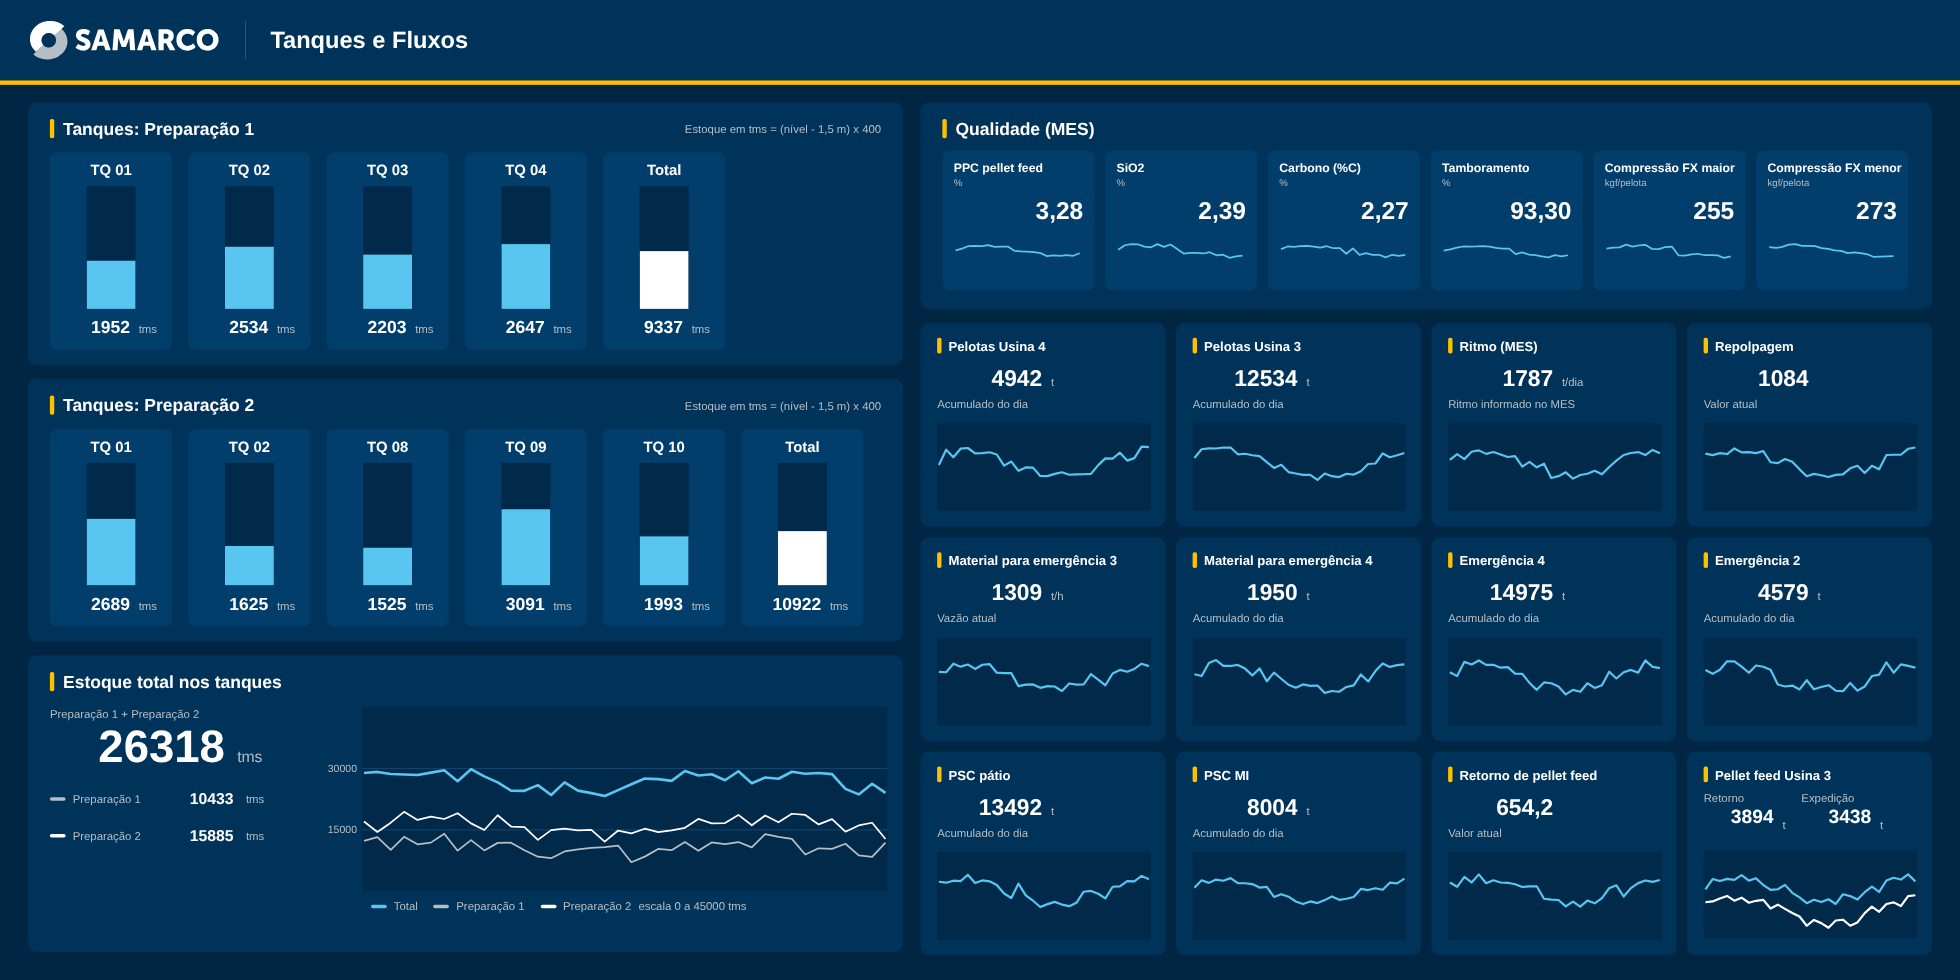 SAMARCO
Tanques e Fluxos
Tanques: Preparação 1
Estoque em tms = (nível - 1,5 m) x 400
TQ 01 TQ 02 TQ 03 TQ 04 Total
1952 tms 2534 tms 2203 tms 2647 tms 9337 tms
Tanques: Preparação 2
Estoque em tms = (nível - 1,5 m) x 400
TQ 01 TQ 02 TQ 08 TQ 09 TQ 10 Total
2689 tms 1625 tms 1525 tms 3091 tms 1993 tms 10922 tms
Estoque total nos tanques
Preparação 1 + Preparação 2
26318 tms
Preparação 1 10433 tms
Preparação 2 15885 tms
30000
15000
Total Preparação 1 Preparação 2 escala 0 a 45000 tms
Qualidade (MES)
PPC pellet feed SiO2 Carbono (%C) Tamboramento Compressão FX maior Compressão FX menor
% % % % kgf/pelota kgf/pelota
3,28 2,39 2,27 93,30 255 273
Pelotas Usina 4 Pelotas Usina 3 Ritmo (MES) Repolpagem
4942 t 12534 t 1787 t/dia 1084
Acumulado do dia Acumulado do dia Ritmo informado no MES Valor atual
Material para emergência 3 Material para emergência 4 Emergência 4 Emergência 2
1309 t/h 1950 t 14975 t 4579 t
Vazão atual Acumulado do dia Acumulado do dia Acumulado do dia
PSC pátio PSC MI Retorno de pellet feed Pellet feed Usina 3
Retorno Expedição
13492 t 8004 t 654,2 3894 t 3438 t
Acumulado do dia Acumulado do dia Valor atual